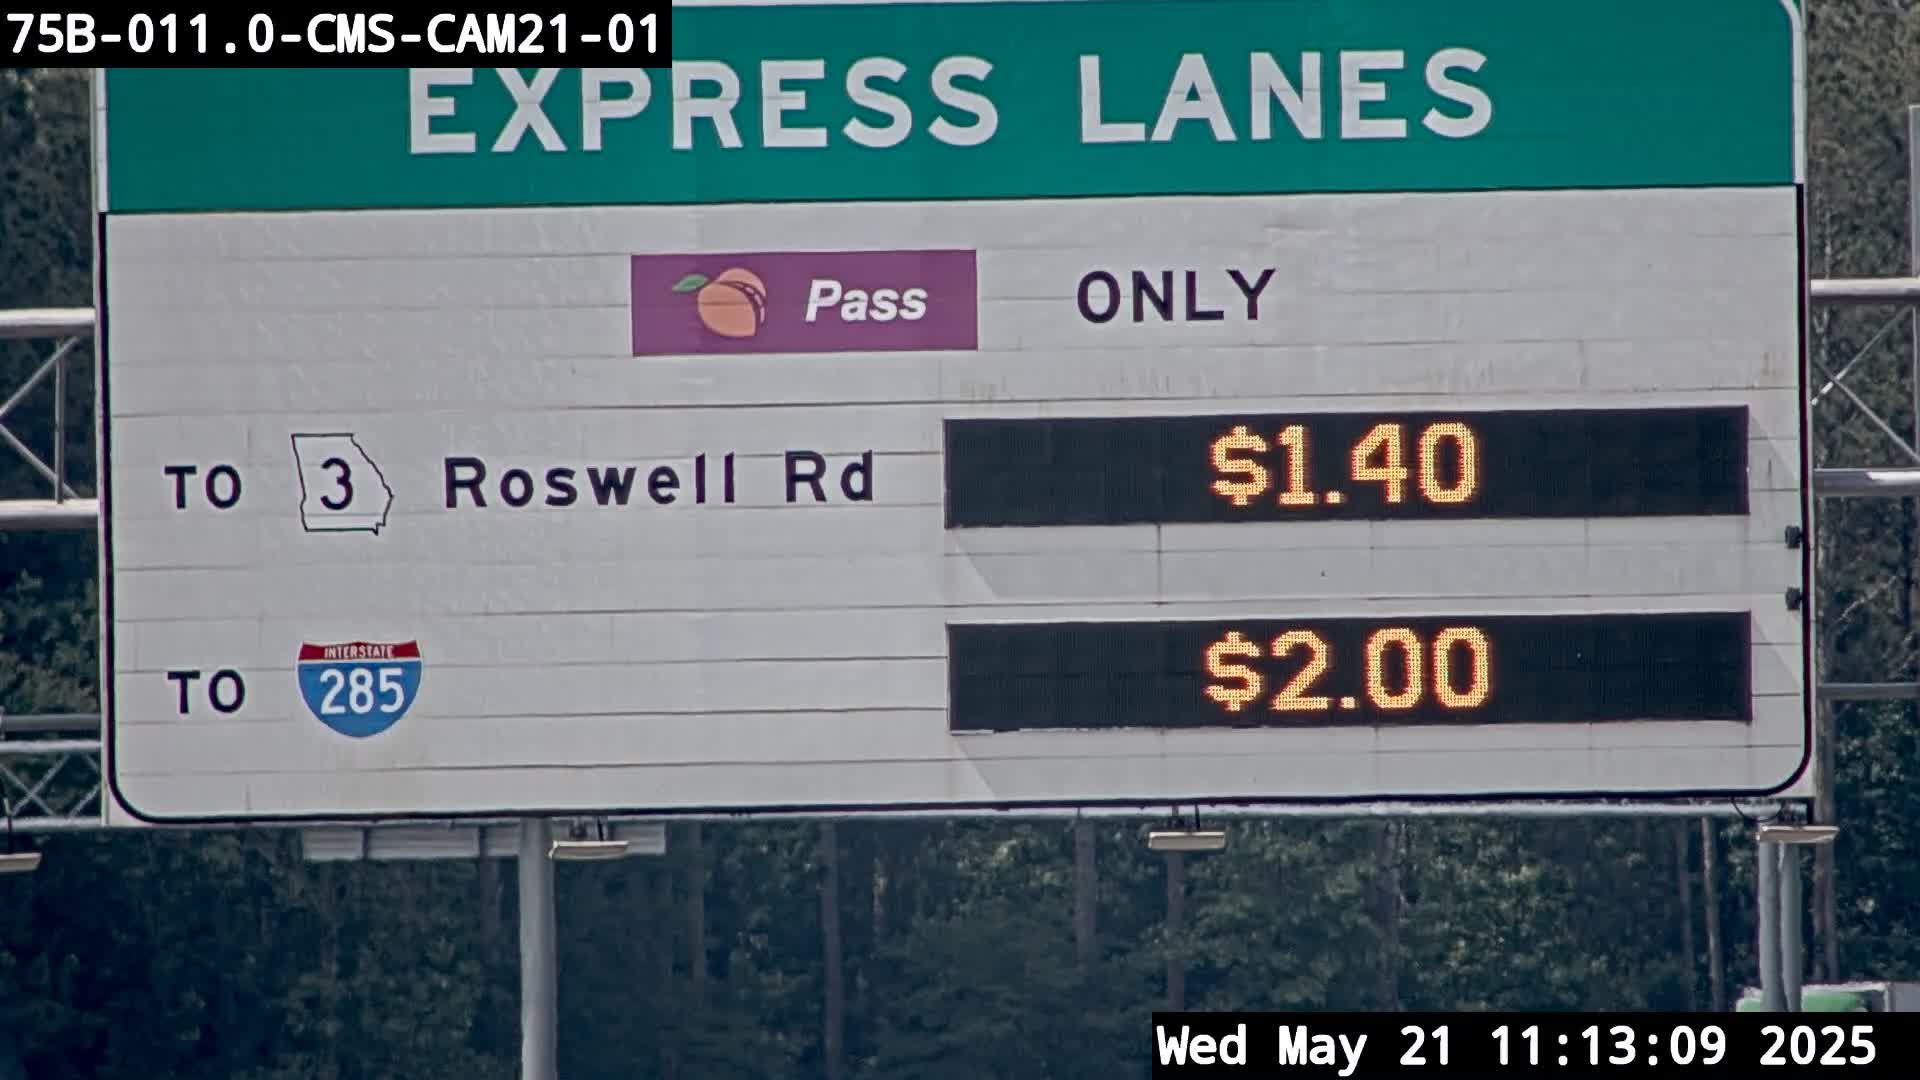 75B-011.0-CMS-CAM21-01
EXPRESS LANES
Pass ONLY
TO 3 Roswell Rd $1.40
INTERSTATE
TO 285 $2.00
Wed May 21 11:13:09 2025